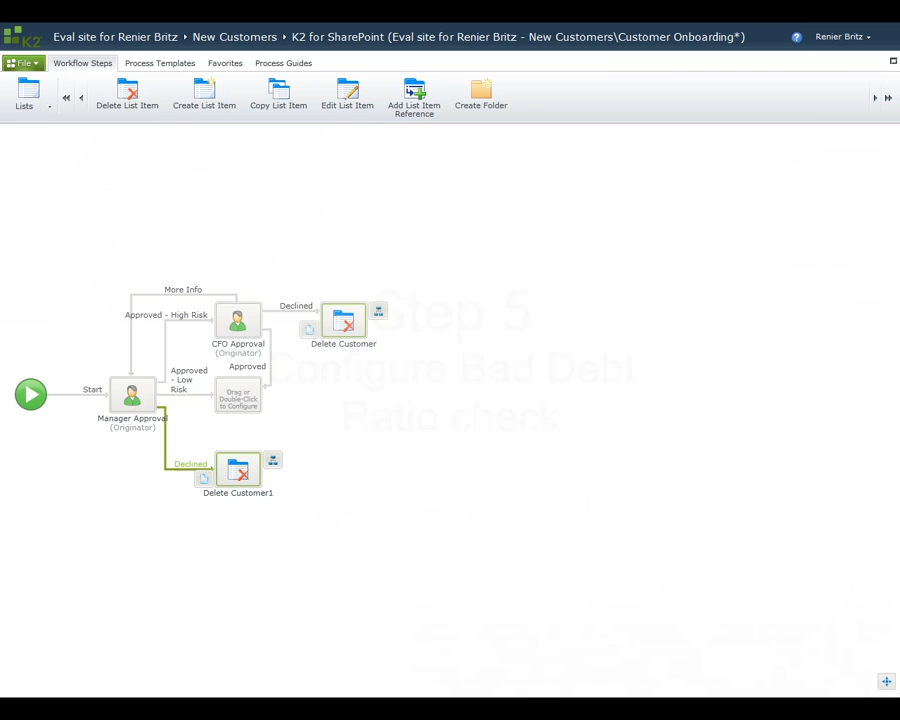 K2 Eval site for Renier Britz New Customers K2 for SharePoint (Eval site for Renier Britz - New Customers\Customer Onboarding*) ? Renier Britz
File Workflow Steps Process Templates Favorites Process Guides
Lists Delete List Item Create List Item Copy List Item Edit List Item Add List Item Create Folder
Reference
More Info
Approved - High Risk
Declined
CFO Approval
(Originator)
Delete Customer
Approved
- Low
Risk
Approved
Start
Drag or
Double-Click
to Configure
Manager Approval
(Originator)
Declined
Delete Customer1
Step 5
Configure Bad Debt
Ratio check